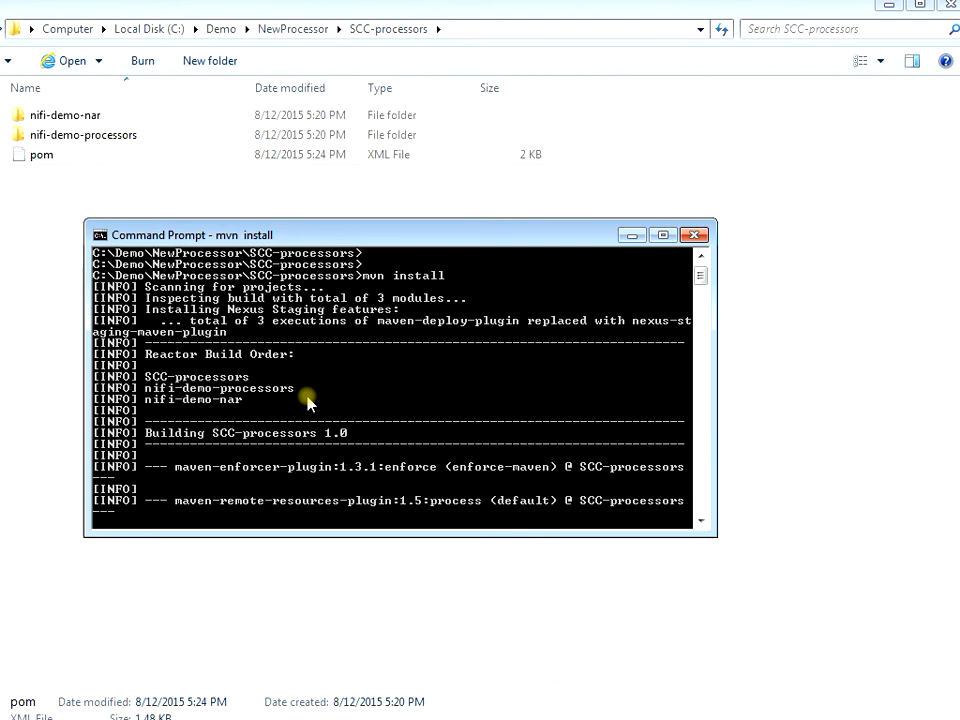 Computer Local Disk (C:) Demo NewProcessor SCC-processors Search SCC-processors
Open Burn New folder
Name Date modified Type Size
nifi-demo-nar 8/12/2015 5:20 PM File folder
nifi-demo-processors 8/12/2015 5:20 PM File folder
pom 8/12/2015 5:24 PM XML File 2 KB
C:\. Command Prompt - mvn install
C:\Demo\NewProcessor\SCC-processors>
C:\Demo\NewProcessor\SCC-processors>
C:\Demo\NewProcessor\SCC-processors>mvn install
[INFO] Scanning for projects...
[INFO] Inspecting build with total of 3 modules...
[INFO] Installing Nexus Staging features:
[INFO]   ... total of 3 executions of maven-deploy-plugin replaced with nexus-st
aging-maven-plugin
[INFO] ------------------------------------------------------------------------
[INFO] Reactor Build Order:
[INFO]
[INFO] SCC-processors
[INFO] nifi-demo-processors
[INFO] nifi-demo-nar
[INFO]
[INFO] ------------------------------------------------------------------------
[INFO] Building SCC-processors 1.0
[INFO] ------------------------------------------------------------------------
[INFO]
[INFO] --- maven-enforcer-plugin:1.3.1:enforce (enforce-maven) @ SCC-processors
---
[INFO]
[INFO] --- maven-remote-resources-plugin:1.5:process (default) @ SCC-processors
---
pom Date modified: 8/12/2015 5:24 PM Date created: 8/12/2015 5:20 PM
XML File Size: 1.48 KB